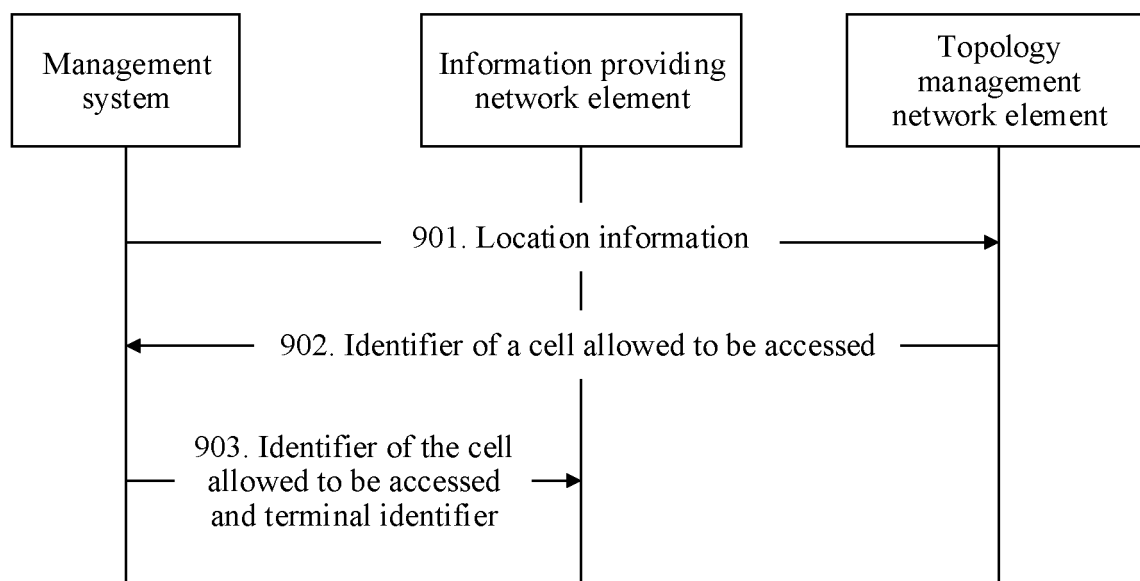 Management
system
Information providing
network element
Topology
management
network element
901. Location information
902. Identifier of a cell allowed to be accessed
903. Identifier of the cell
allowed to be accessed
and terminal identifier